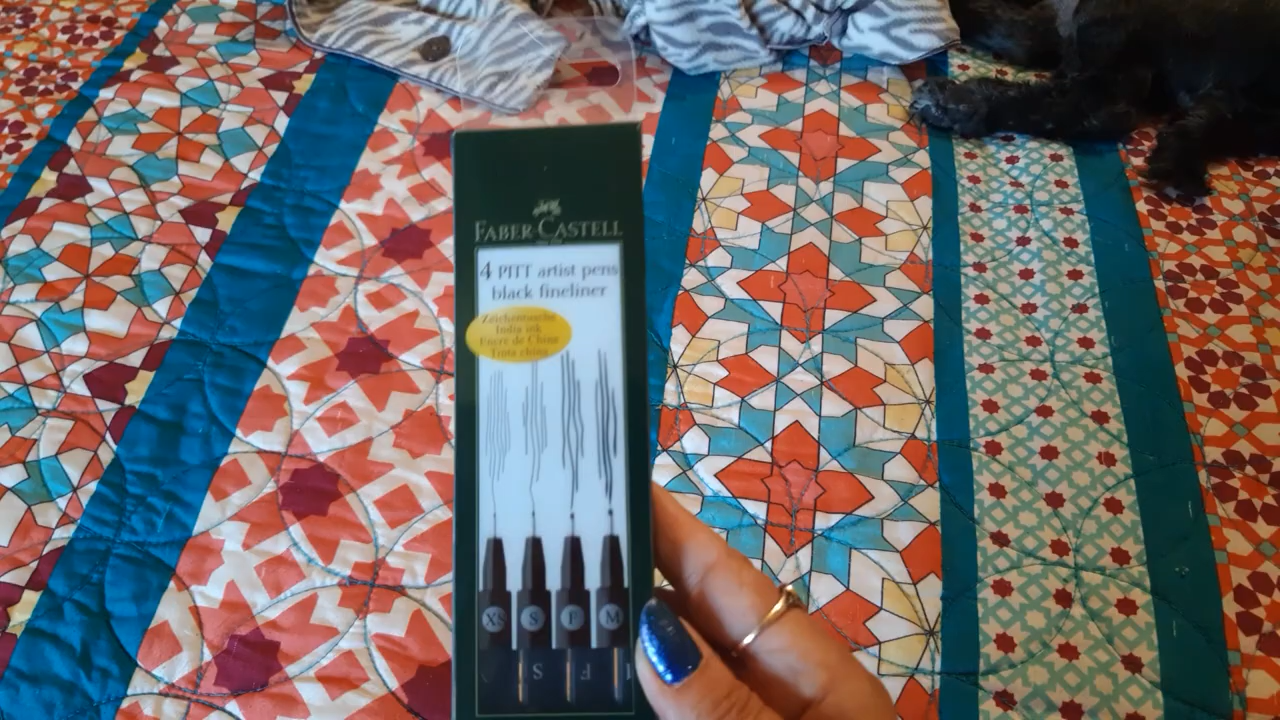 FABER-CASTELL
4 PITT artist pens
black fineliner
Zeichentusche
India ink
Encre de Chine
Tinta china
XS S F M
S F